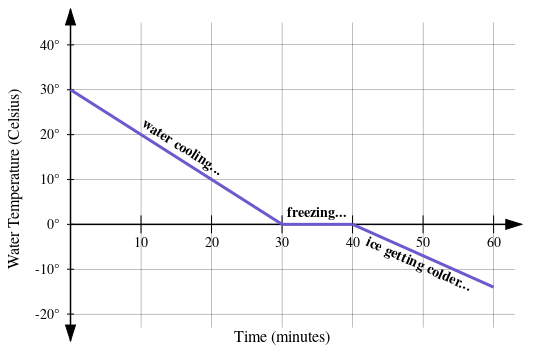 40°
30°
20°
10°
0°
-10°
-20°
Water Temperature (Celsius)
water cooling...
freezing...
ice getting colder...
10 20 30 40 50 60
Time (minutes)